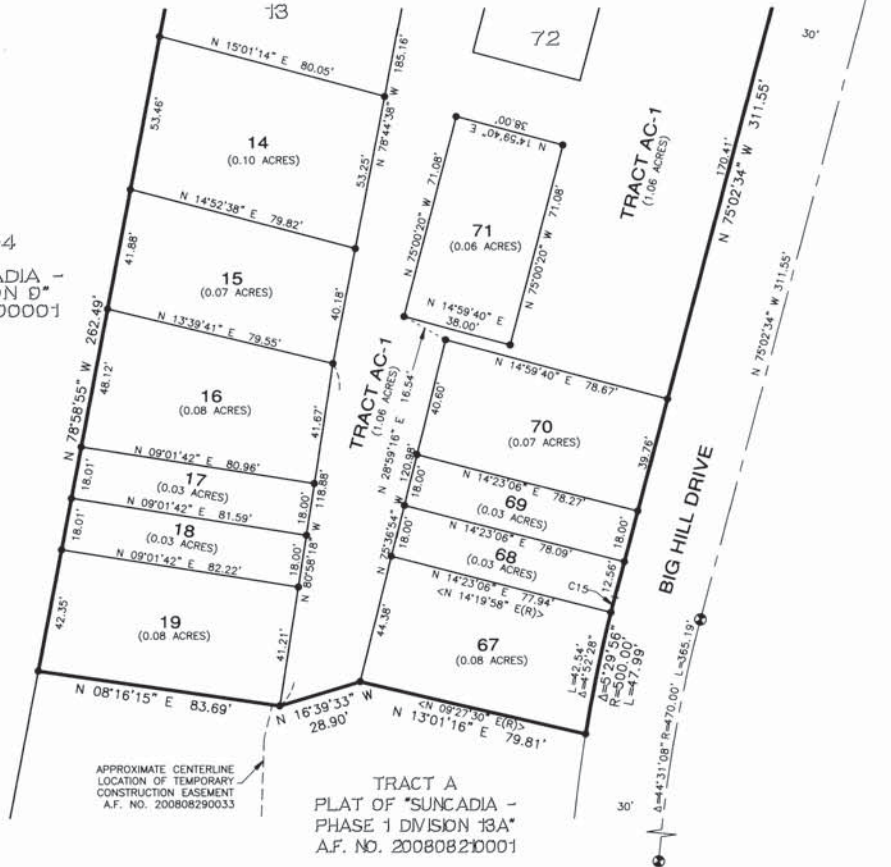 13
72
30'
N 15°01'14" E 80.05'
185.16'
N 78°44'38" W
53.46'
14
(0.10 ACRES)
53.25'
38.00'
N 14°59'40" E
TRACT AC-1
(1.06 ACRES)
170.41'
N 75°02'34" W 311.55'
N 14°52'38" E 79.82'
N 75°00'20" W 71.08'
71
(0.06 ACRES)
N 75°00'20" W 71.08'
41.88'
15
(0.07 ACRES)
40.18'
N 14°59'40" E
38.00'
N 75°02'34" W 311.55'
N 13°39'41" E 79.55'
N 78°58'55" W 262.49'
48.12'
16
(0.08 ACRES)
41.67'
TRACT AC-1
(1.06 ACRES)
N 28°59'16" E 16.54'
40.60'
N 14°59'40" E 78.67'
70
(0.07 ACRES)
39.76'
N 09°01'42" E 80.96'
17
(0.03 ACRES)
18.01'
18.00'
N 80°58'18" W 118.88'
N 75°36'54" W 120.98'
18.00'
N 14°23'06" E 78.27'
69
(0.03 ACRES)
18.00'
N 09°01'42" E 81.59'
18
(0.03 ACRES)
18.01'
18.00'
18.00'
N 14°23'06" E 78.09'
68
(0.03 ACRES)
12.56'
C15
BIG HILL DRIVE
N 09°01'42" E 82.22'
N 14°23'06" E 77.94'
<N 14°19'58" E(R)>
42.35'
19
(0.08 ACRES)
41.21'
44.38'
67
(0.08 ACRES)
L=42.54'
Δ=4°52'28"
Δ=5°29'56"
R=500.00'
L=47.99'
Δ=44°31'08" R=470.00' L=365.19'
N 08°16'15" E 83.69'
N 16°39'33" W
28.90'
<N 09°27'30" E(R)>
N 13°01'16" E 79.81'
APPROXIMATE CENTERLINE
LOCATION OF TEMPORARY
CONSTRUCTION EASEMENT
A.F. NO. 200808290033
TRACT A
PLAT OF "SUNCADIA -
PHASE 1 DIVISION 13A"
A.F. NO. 200808210001
30'